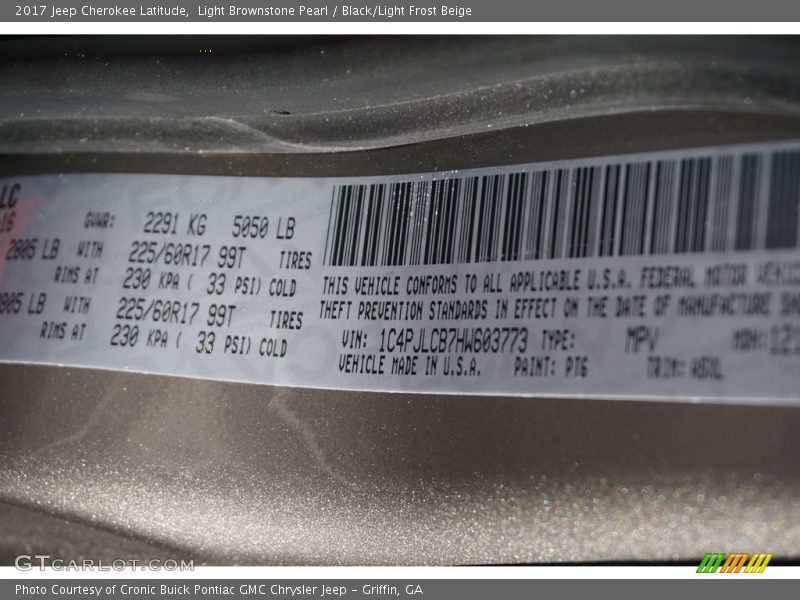 2017 Jeep Cherokee Latitude,  Light Brownstone Pearl / Black/Light Frost Beige
LC
16
GVWR: 2291 KG 5050 LB
2805 LB WITH 225/60R17 99T TIRES
RIMS AT 230 KPA ( 33 PSI) COLD
2805 LB WITH 225/60R17 99T TIRES
RIMS AT 230 KPA ( 33 PSI) COLD
THIS VEHICLE CONFORMS TO ALL APPLICABLE U.S.A. FEDERAL MOTOR
THEFT PREVENTION STANDARDS IN EFFECT ON THE DATE OF MANUFACTURE
VIN: 1C4PJLCB7HW603773 TYPE: MPV
VEHICLE MADE IN U.S.A. PAINT: PTG TRIM:
GTCARLOT.COM
Photo Courtesy of Cronic Buick Pontiac GMC Chrysler Jeep – Griffin, GA